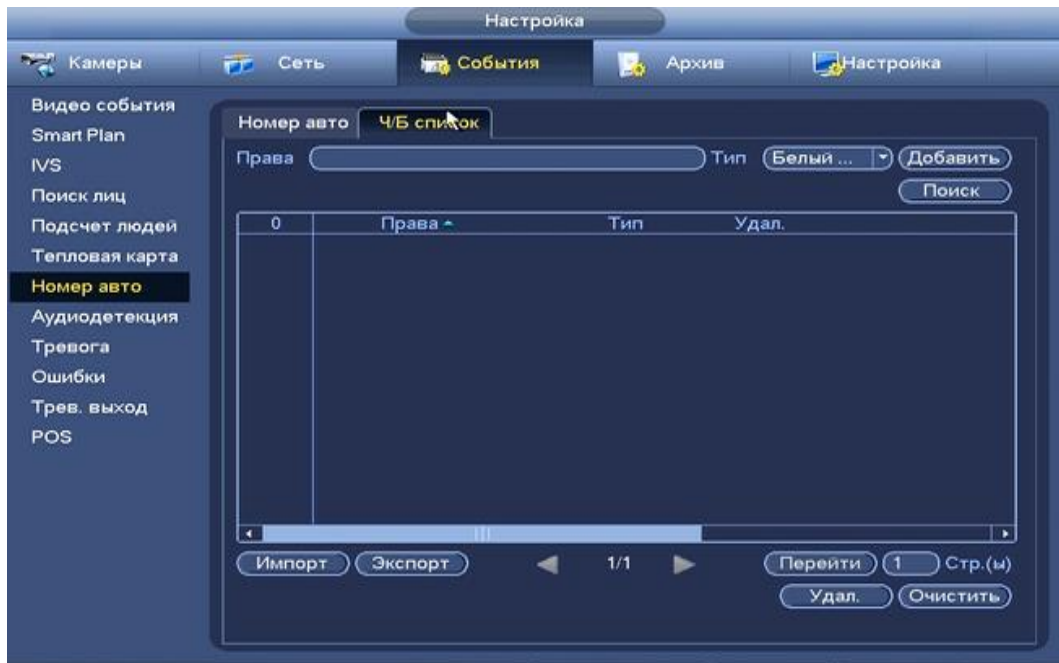 Настройка
Камеры Сеть События Архив Настройка
Видео события
Smart Plan
IVS
Поиск лиц
Подсчет людей
Тепловая карта
Номер авто
Аудиодетекция
Тревога
Ошибки
Трев. выход
POS
Номер авто Ч/Б список
Права Тип Белый ... Добавить
Поиск
0 Права Тип Удал.
Импорт Экспорт 1/1 Перейти 1 Стр.(ы)
Удал. Очистить